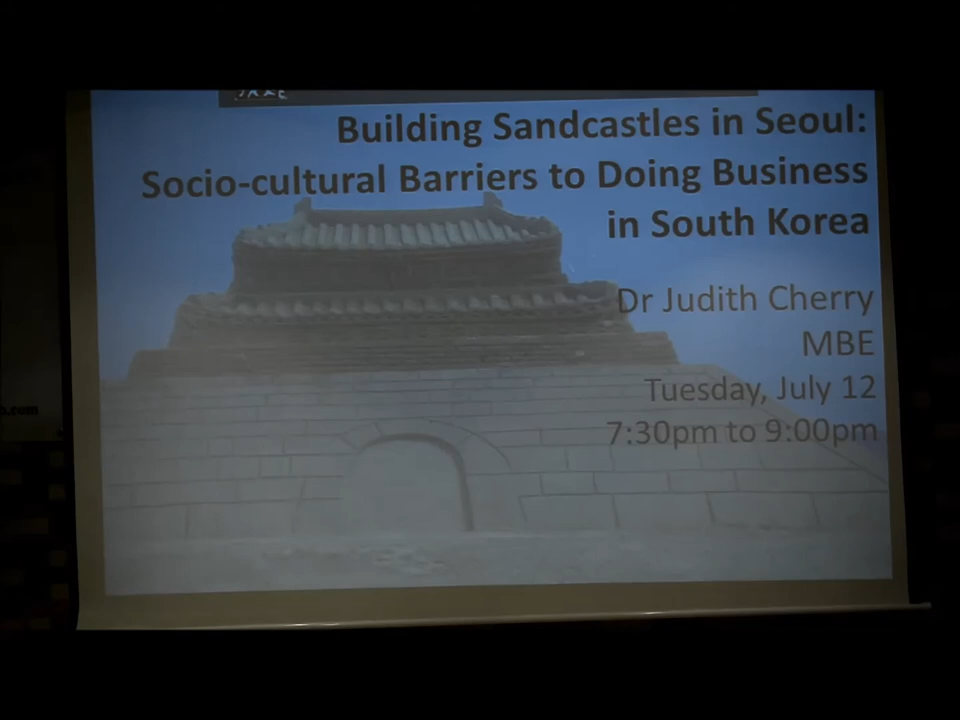 Building Sandcastles in Seoul:
Socio-cultural Barriers to Doing Business
in South Korea
Dr Judith Cherry
MBE
Tuesday, July 12
7:30pm to 9:00pm